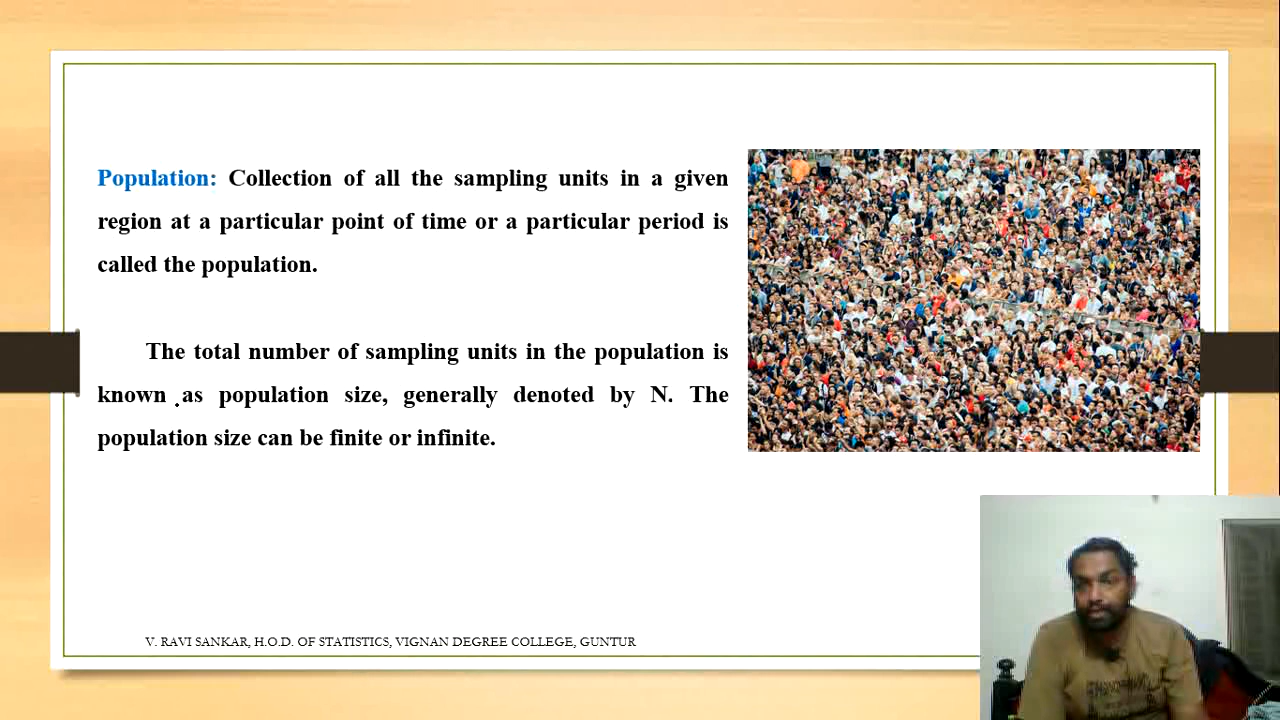 Population: Collection of all the sampling units in a given
region at a particular point of time or a particular period is
called the population.
The total number of sampling units in the population is
known as population size, generally denoted by N. The
population size can be finite or infinite.
V. RAVI SANKAR, H.O.D. OF STATISTICS, VIGNAN DEGREE COLLEGE, GUNTUR